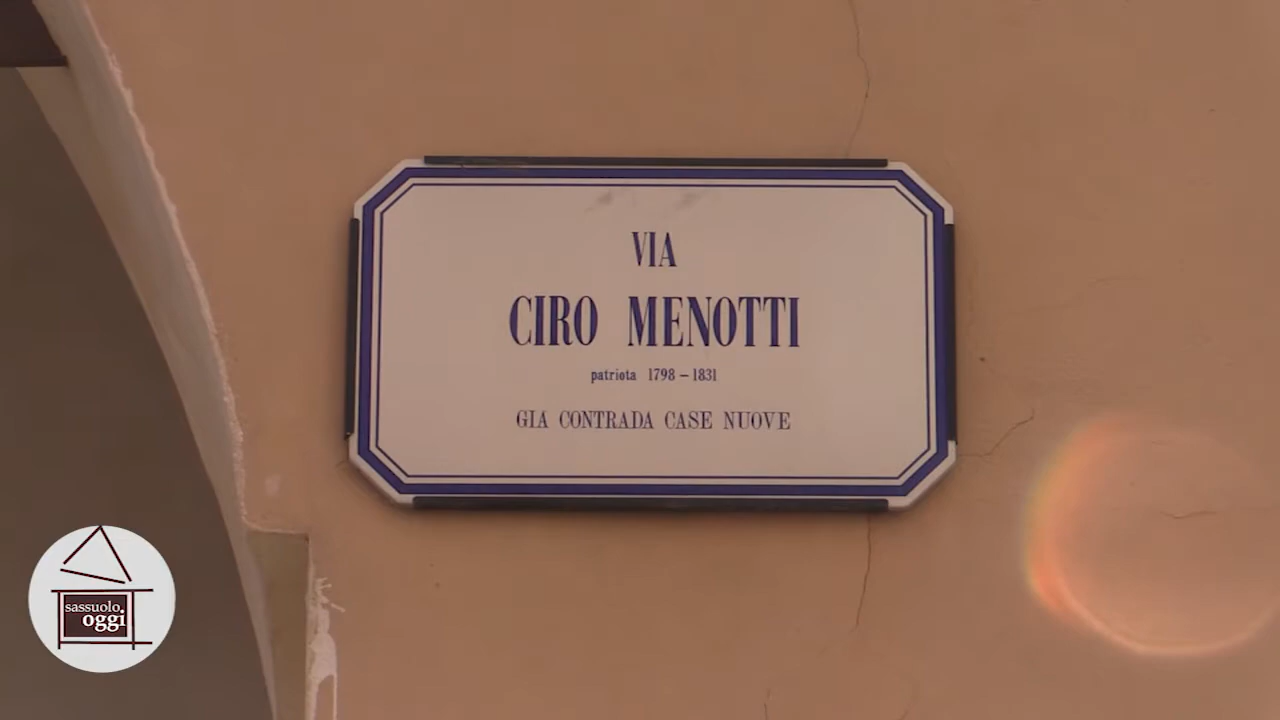 VIA
CIRO MENOTTI
patriota 1798 – 1831
GIA CONTRADA CASE NUOVE
sassuolo
oggi